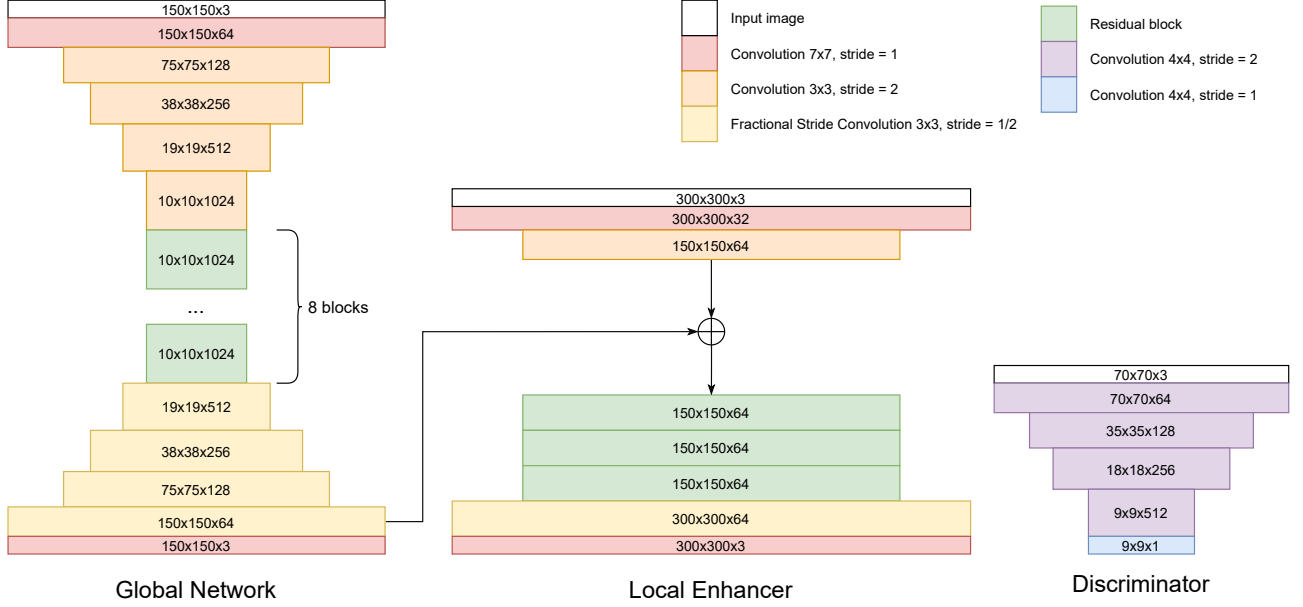 150x150x3
150x150x64
75x75x128
38x38x256
19x19x512
10x10x1024
10x10x1024
...
8 blocks
10x10x1024
19x19x512
38x38x256
75x75x128
150x150x64
150x150x3
Global Network
Input image
Convolution 7x7, stride = 1
Convolution 3x3, stride = 2
Fractional Stride Convolution 3x3, stride = 1/2
Residual block
Convolution 4x4, stride = 2
Convolution 4x4, stride = 1
300x300x3
300x300x32
150x150x64
150x150x64
150x150x64
150x150x64
300x300x64
300x300x3
Local Enhancer
70x70x3
70x70x64
35x35x128
18x18x256
9x9x512
9x9x1
Discriminator